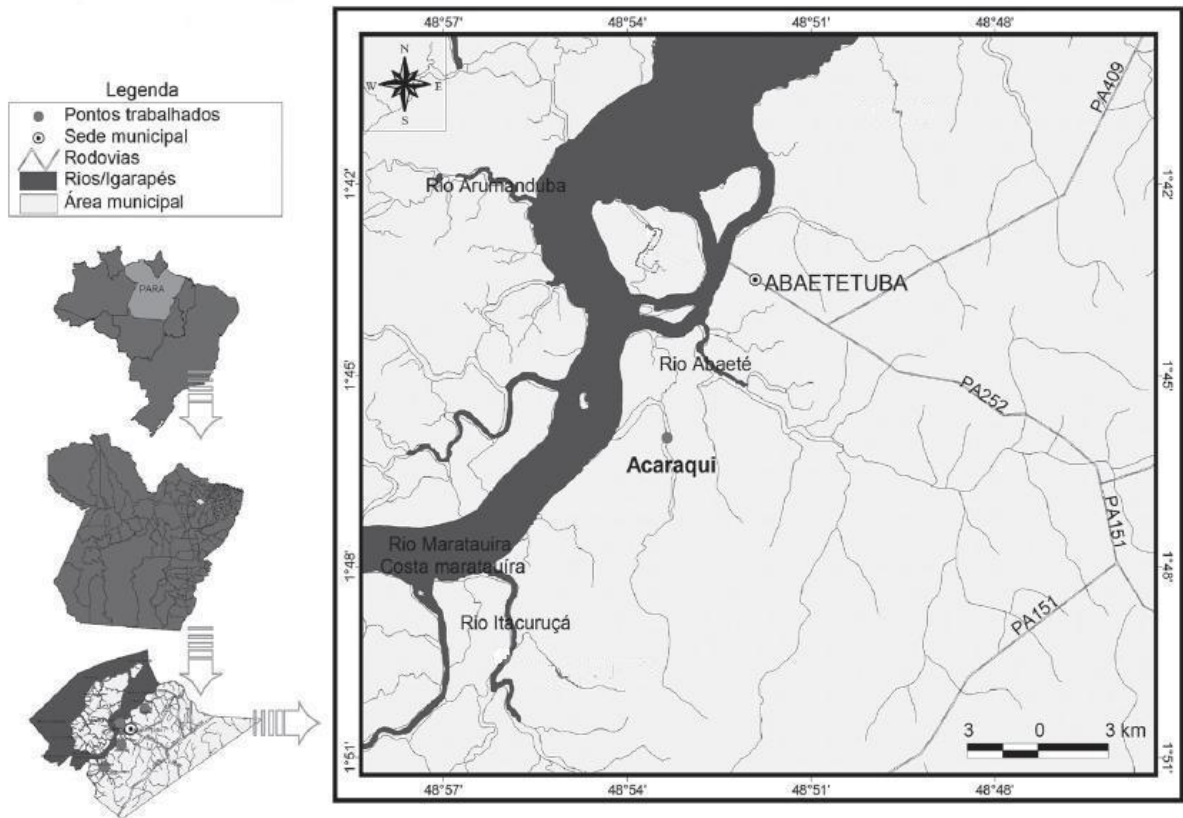 Legenda
Pontos trabalhados
Sede municipal
Rodovias
Rios/Igarapés
Área municipal
PARA
48°57' 48°54' 48°51' 48°48'
N
W E
S
PA409
1°42' 1°42'
Rio Arumanduba
ABAETETUBA
Rio Abaeté
1°45' 1°45'
PA252
Acaraqui
PA151
Rio Maratauira
Costa maratauíra
1°48' 1°48'
Rio Itacuruçá
PA151
3 0 3 km
1°51' 1°51'
48°57' 48°54' 48°51' 48°48'